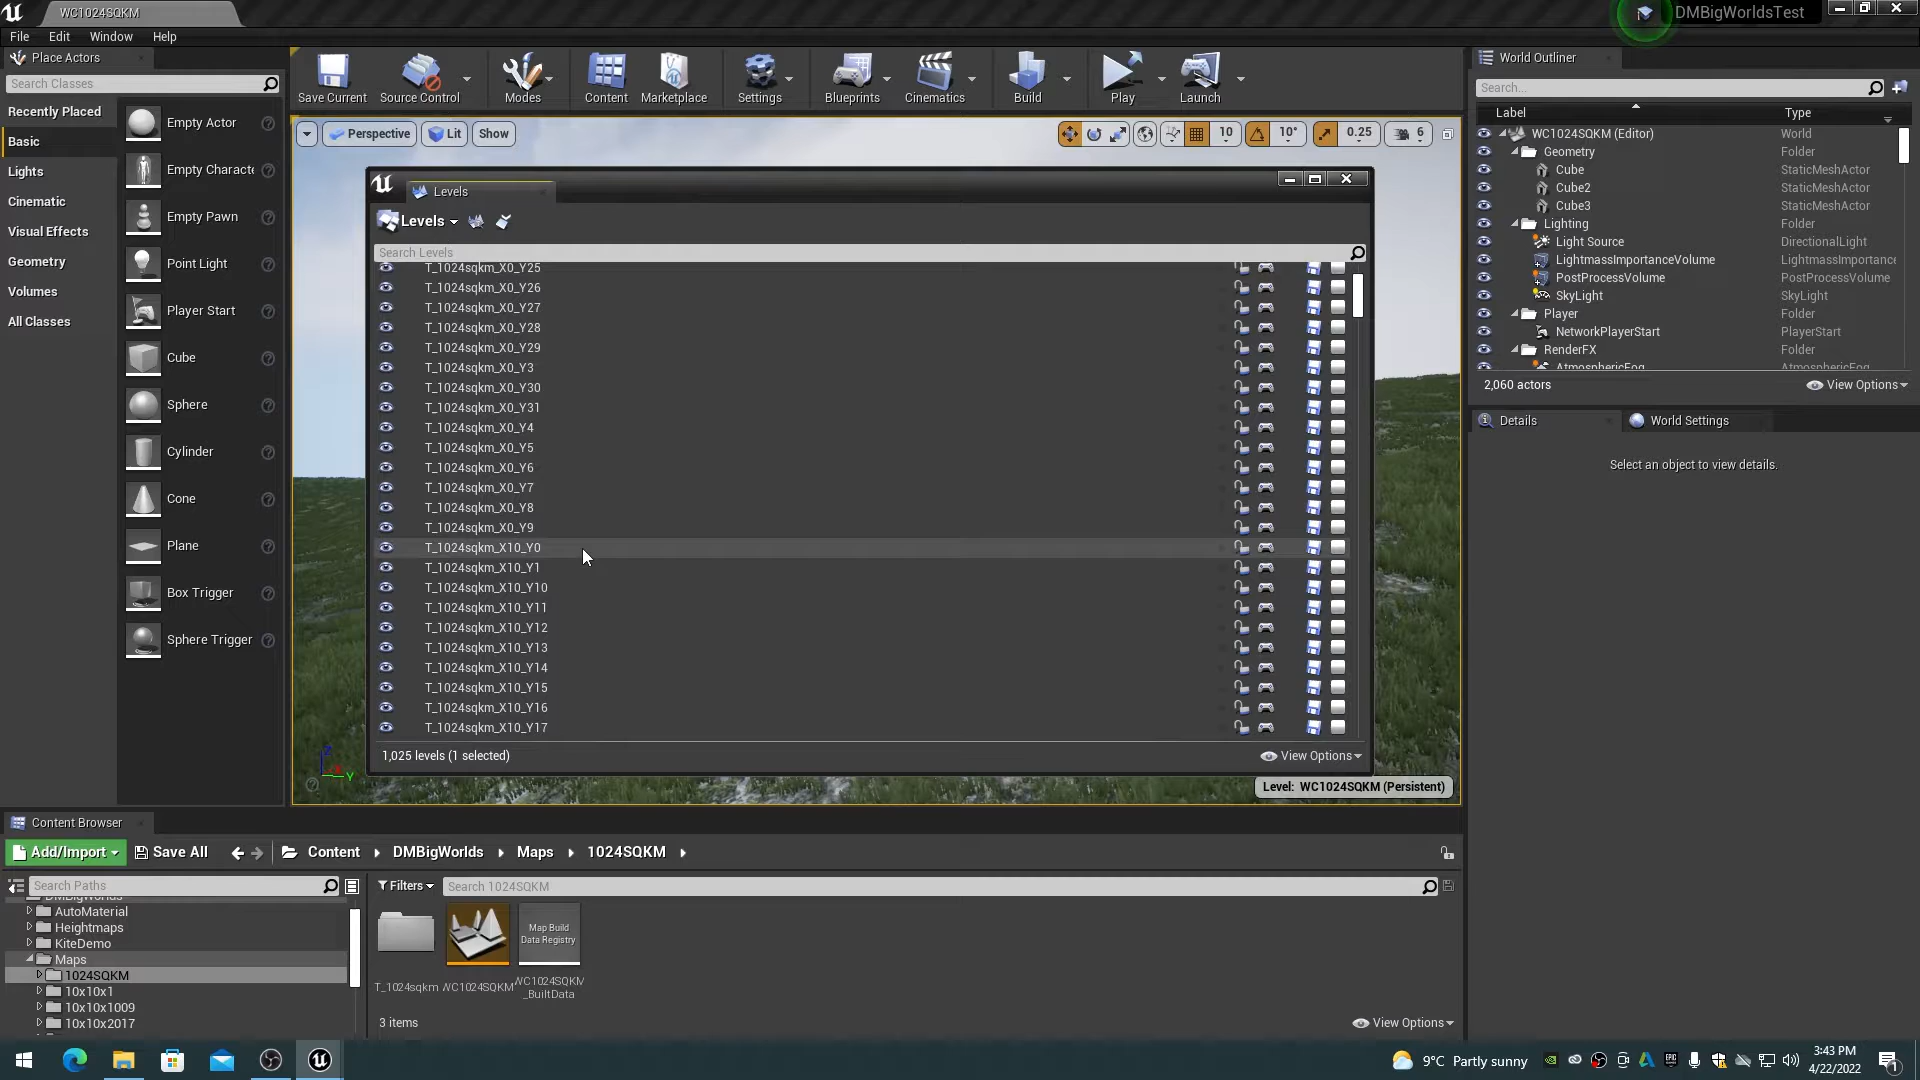 WC1024SQKM
DMBigWorldsTest
File Edit Window Help
Place Actors
Search Classes
Recently Placed
Basic
Lights
Cinematic
Visual Effects
Geometry
Volumes
All Classes
Empty Actor
Empty Characte
Empty Pawn
Point Light
Player Start
Cube
Sphere
Cylinder
Cone
Plane
Box Trigger
Sphere Trigger
Save Current Source Control Modes Content Marketplace Settings Blueprints Cinematics Build Play Launch
Perspective Lit Show
10 10° 0.25 6
Levels
Levels
Search Levels
T_1024sqkm_X0_Y25
T_1024sqkm_X0_Y26
T_1024sqkm_X0_Y27
T_1024sqkm_X0_Y28
T_1024sqkm_X0_Y29
T_1024sqkm_X0_Y3
T_1024sqkm_X0_Y30
T_1024sqkm_X0_Y31
T_1024sqkm_X0_Y4
T_1024sqkm_X0_Y5
T_1024sqkm_X0_Y6
T_1024sqkm_X0_Y7
T_1024sqkm_X0_Y8
T_1024sqkm_X0_Y9
T_1024sqkm_X10_Y0
T_1024sqkm_X10_Y1
T_1024sqkm_X10_Y10
T_1024sqkm_X10_Y11
T_1024sqkm_X10_Y12
T_1024sqkm_X10_Y13
T_1024sqkm_X10_Y14
T_1024sqkm_X10_Y15
T_1024sqkm_X10_Y16
T_1024sqkm_X10_Y17
1,025 levels (1 selected)
View Options
Z
Y
Level: WC1024SQKM (Persistent)
World Outliner
Search...
Label Type
WC1024SQKM (Editor) World
Geometry Folder
Cube StaticMeshActor
Cube2 StaticMeshActor
Cube3 StaticMeshActor
Lighting Folder
Light Source DirectionalLight
LightmassImportanceVolume LightmassImportance
PostProcessVolume PostProcessVolume
SkyLight SkyLight
Player Folder
NetworkPlayerStart PlayerStart
RenderFX Folder
AtmosphericFog AtmosphericFog
2,060 actors
View Options
Details
World Settings
Select an object to view details.
Content Browser
Add/Import Save All Content DMBigWorlds Maps 1024SQKM
Search Paths
DMBigWorlds
AutoMaterial
Heightmaps
KiteDemo
Maps
1024SQKM
10x10x1
10x10x1009
10x10x2017
Filters
Search 1024SQKM
Map Build
Data Registry
T_1024sqkm
WC1024SQKM
WC1024SQKM
_BuiltData
3 items
View Options
9°C Partly sunny
3:43 PM
4/22/2022
1